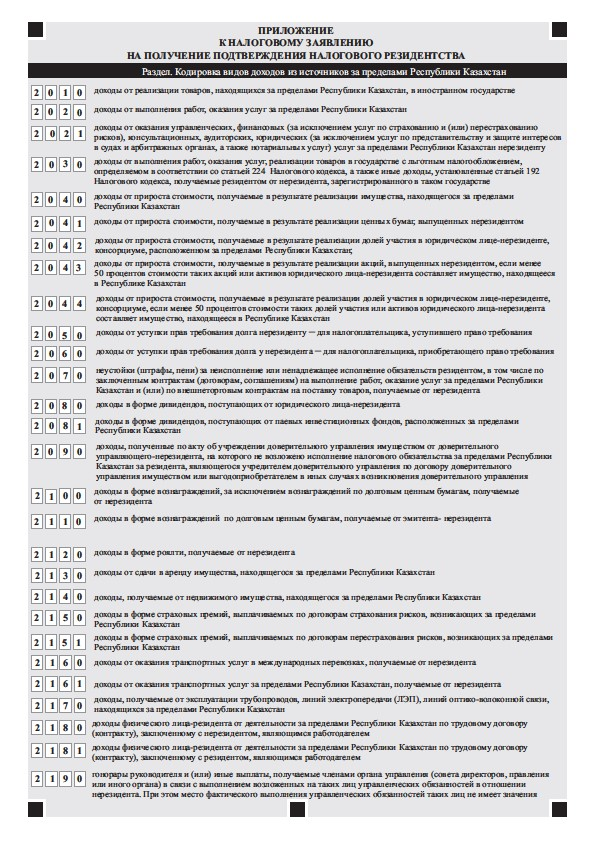 ПРИЛОЖЕНИЕ
К НАЛОГОВОМУ ЗАЯВЛЕНИЮ
НА ПОЛУЧЕНИЕ ПОДТВЕРЖДЕНИЯ НАЛОГОВОГО РЕЗИДЕНТСТВА
Раздел. Кодировка видов доходов из источников за пределами Республики Казахстан
2010 доходы от реализации товаров, находящихся за пределами Республики Казахстан, в иностранном государстве
2020 доходы от выполнения работ, оказания услуг за пределами Республики Казахстан
2021 доходы от оказания управленческих, финансовых (за исключением услуг по страхованию и (или) перестрахованию
рисков), консультационных, аудиторских, юридических (за исключением услуг по представительству и защите интересов
в судах и арбитражных органах, а также нотариальных услуг) услуг за пределами Республики Казахстан нерезиденту
2030 доходы от выполнения работ, оказания услуг, реализации товаров в государстве с льготным налогообложением,
определяемом в соответствии со статьей 224 Налогового кодекса, а также иные доходы, установленные статьей 192
Налогового кодекса, получаемые резидентом от нерезидента, зарегистрированного в таком государстве
2040 доходы от прироста стоимости, получаемые в результате реализации имущества, находящегося за пределами
Республики Казахстан
2041 доходы от прироста стоимости, получаемые в результате реализации ценных бумаг, выпущенных нерезидентом
2042 доходы от прироста стоимости, получаемые в результате реализации долей участия в юридическом лице-нерезиденте,
консорциуме, расположенном за пределами Республики Казахстан;
2043 доходы от прироста стоимости, получаемые в результате реализации акций, выпущенных нерезидентом, если менее
50 процентов стоимости таких акций или активов юридического лица-нерезидента составляет имущество, находящееся
в Республике Казахстан
2044 доходы от прироста стоимости, получаемые в результате реализации долей участия в юридическом лице-нерезиденте,
консорциуме, если менее 50 процентов стоимости таких долей участия или активов юридического лица-нерезидента
составляет имущество, находящееся в Республике Казахстан
2050 доходы от уступки прав требования долга нерезиденту — для налогоплательщика, уступившего право требования
2060 доходы от уступки прав требования долга у нерезидента — для налогоплательщика, приобретающего право требования
2070 неустойки (штрафы, пени) за неисполнение или ненадлежащее исполнение обязательств резидентом, в том числе по
заключенным контрактам (договорам, соглашениям) на выполнение работ, оказание услуг за пределами Республики
Казахстан и (или) по внешнеторговым контрактам на поставку товаров, получаемые от нерезидента
2080 доходы в форме дивидендов, поступающих от юридического лица-нерезидента
2081 доходы в форме дивидендов, поступающих от паевых инвестиционных фондов, расположенных за пределами
Республики Казахстан
2090 доходы, полученные по акту об учреждении доверительного управления имуществом от доверительного
управляющего-нерезидента, на которого не возложено исполнение налогового обязательства за пределами Республики
Казахстан за резидента, являющегося учредителем доверительного управления по договору доверительного
управления имуществом или выгодоприобретателем в иных случаях возникновения доверительного управления
2100 доходы в форме вознаграждений, за исключением вознаграждений по долговым ценным бумагам, получаемые
от нерезидента
2110 доходы в форме вознаграждений по долговым ценным бумагам, получаемые от эмитента- нерезидента
2120 доходы в форме роялти, получаемые от нерезидента
2130 доходы от сдачи в аренду имущества, находящегося за пределами Республики Казахстан
2140 доходы, получаемые от недвижимого имущества, находящегося за пределами Республики Казахстан
2150 доходы в форме страховых премий, выплачиваемых по договорам страхования рисков, возникающих за пределами
Республики Казахстан
2151 доходы в форме страховых премий, выплачиваемых по договорам перестрахования рисков, возникающих за пределами
Республики Казахстан
2160 доходы от оказания транспортных услуг в международных перевозках, получаемые от нерезидента
2161 доходы от оказания транспортных услуг за пределами Республики Казахстан, получаемые от нерезидента
2170 доходы, получаемые от эксплуатации трубопроводов, линий электропередачи (ЛЭП), линий оптико-волоконной связи,
находящихся за пределами Республики Казахстан
2180 доходы физического лица-резидента от деятельности за пределами Республики Казахстан по трудовому договору
(контракту), заключенному с нерезидентом, являющимся работодателем
2181 доходы физического лица-резидента от деятельности за пределами Республики Казахстан по трудовому договору
(контракту), заключенному с резидентом, являющимся работодателем
2190 гонорары руководителя и (или) иные выплаты, получаемые членами органа управления (совета директоров, правления
или иного органа) в связи с выполнением возложенных на таких лиц управленческих обязанностей в отношении
нерезидента. При этом место фактического выполнения управленческих обязанностей таких лиц не имеет значения